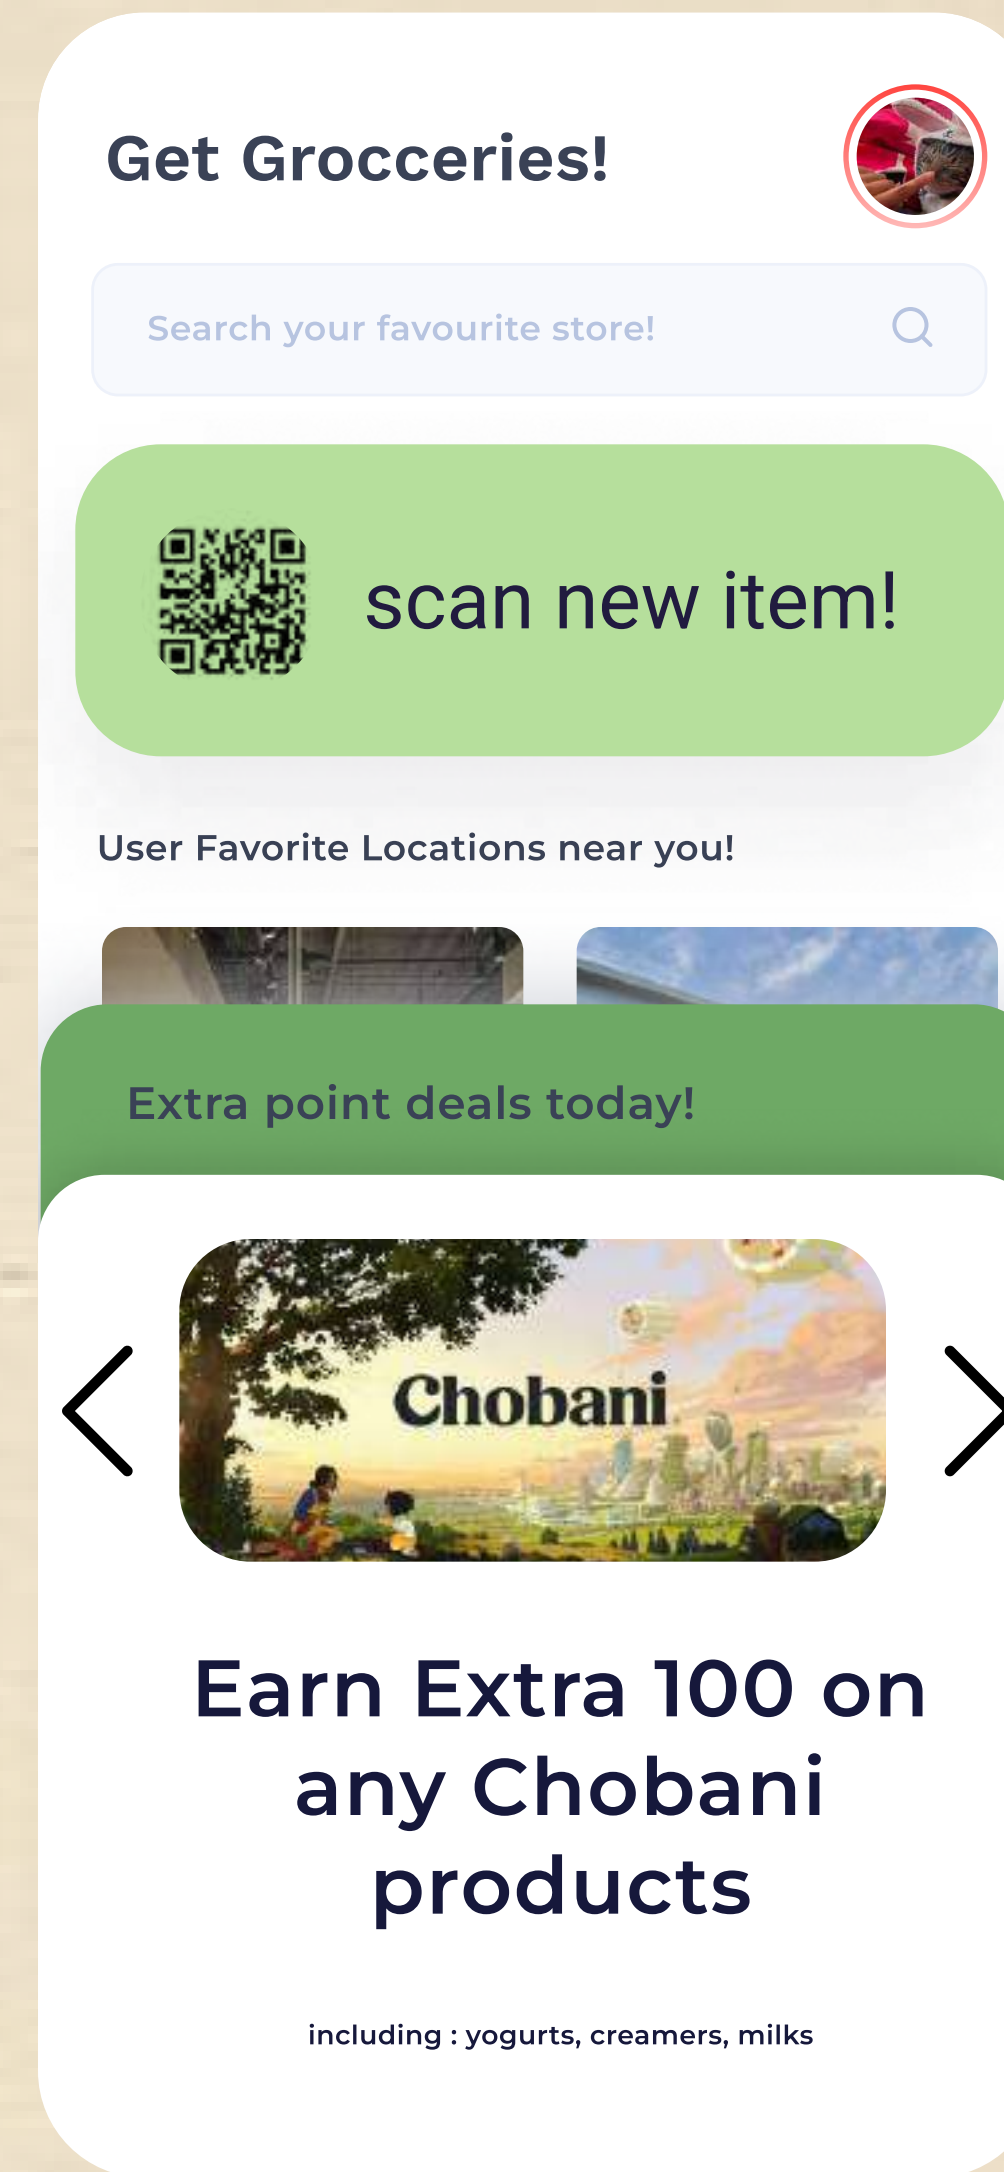 Get Grocceries!
Search your favourite store!
scan new item!
User Favorite Locations near you!
Extra point deals today!
Chobani
Earn Extra 100 on
any Chobani
products
including : yogurts, creamers, milks